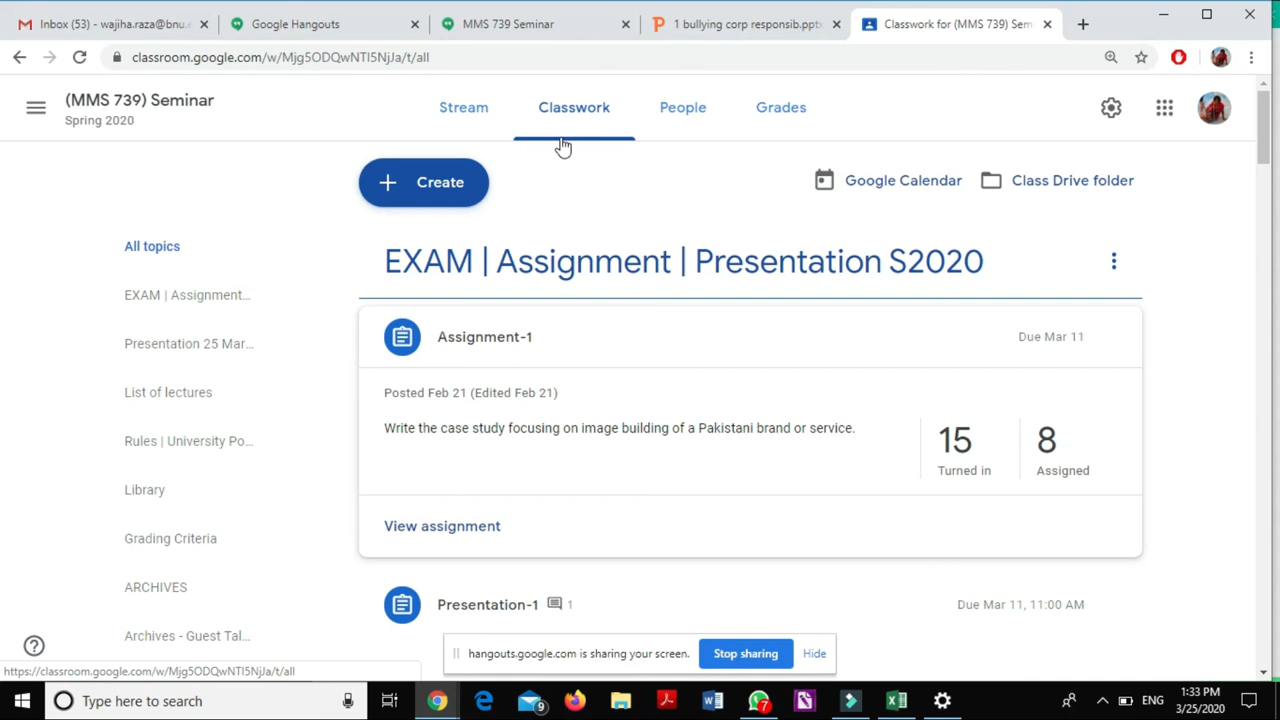 Inbox (53) - wajiha.raza@bnu.e
Google Hangouts
MMS 739 Seminar
1 bullying corp responsib.pptx
Classwork for (MMS 739) Sem
classroom.google.com/w/Mjg5ODQwNTI5NjJa/t/all
(MMS 739) Seminar
Spring 2020
Stream
Classwork
People
Grades
Create
Google Calendar
Class Drive folder
All topics
EXAM | Assignment...
Presentation 25 Mar...
List of lectures
Rules | University Po...
Library
Grading Criteria
ARCHIVES
Archives - Guest Tal...
EXAM | Assignment | Presentation S2020
Assignment-1
Due Mar 11
Posted Feb 21 (Edited Feb 21)
Write the case study focusing on image building of a Pakistani brand or service.
15
Turned in
8
Assigned
View assignment
Presentation-1
1
Due Mar 11, 11:00 AM
hangouts.google.com is sharing your screen.
Stop sharing
Hide
https://classroom.google.com/w/Mjg5ODQwNTI5NjJa/t/all
Type here to search
9
7
ENG
1:33 PM
3/25/2020